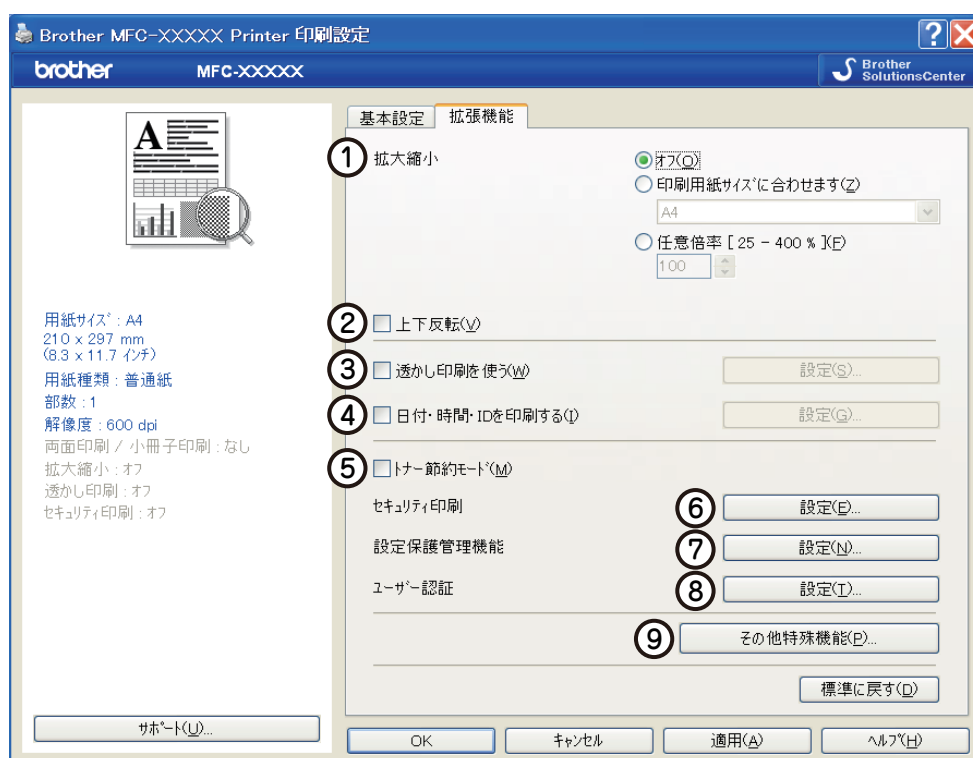 Brother MFC-XXXXX Printer 印刷設定
brother MFC-XXXXX
Brother
SolutionsCenter
A
用紙サイズ : A4
210 x 297 mm
(8.3 x 11.7 インチ)
用紙種類 : 普通紙
部数 : 1
解像度 : 600 dpi
両面印刷 / 小冊子印刷 : なし
拡大縮小 : オフ
透かし印刷 : オフ
セキュリティ印刷 : オフ
サポート(U)...
基本設定 拡張機能
① 拡大縮小
オフ(O)
印刷用紙サイズに合わせます(Z)
A4
任意倍率 [ 25 - 400 % ](F)
100
② 上下反転(V)
③ 透かし印刷を使う(W) 設定(S)...
④ 日付・時間・IDを印刷する(I) 設定(G)...
⑤ トナー節約モード(M)
セキュリティ印刷 ⑥ 設定(E)...
設定保護管理機能 ⑦ 設定(N)...
ユーザー認証 ⑧ 設定(T)...
⑨ その他特殊機能(P)...
標準に戻す(D)
OK キャンセル 適用(A) ヘルプ(H)